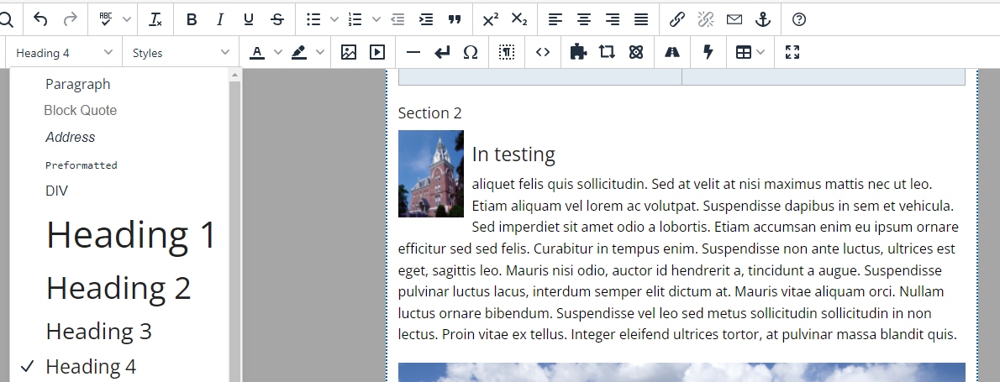 ABC
B I U S
X² X₂
Heading 4
Styles
A
Paragraph
Block Quote
Address
Preformatted
DIV
Heading 1
Heading 2
Heading 3
Heading 4
Section 2
In testing
aliquet felis quis sollicitudin. Sed at velit at nisi maximus mattis nec ut leo.
Etiam aliquam vel lorem ac volutpat. Suspendisse dapibus in sem et vehicula.
Sed imperdiet sit amet odio a lobortis. Etiam accumsan enim eu ipsum ornare
efficitur sed sed felis. Curabitur in tempus enim. Suspendisse non ante luctus, ultrices est
eget, sagittis leo. Mauris nisi odio, auctor id hendrerit a, tincidunt a augue. Suspendisse
pulvinar luctus lacus, interdum semper elit dictum at. Mauris vitae aliquam orci. Nullam
luctus ornare bibendum. Suspendisse vel leo sed metus sollicitudin sollicitudin in non
lectus. Proin vitae ex tellus. Integer eleifend ultrices tortor, at pulvinar massa blandit quis.